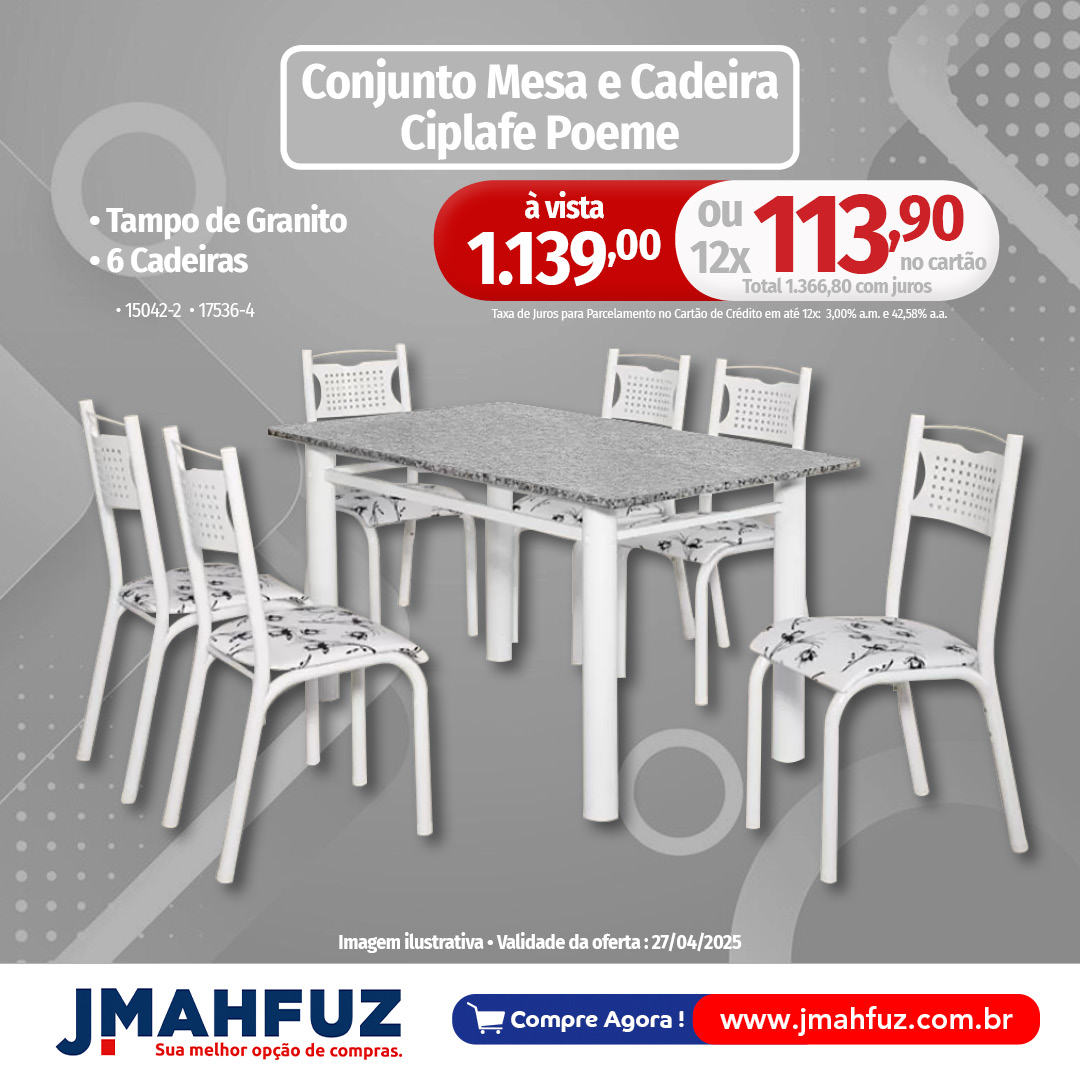 Conjunto Mesa e Cadeira
Ciplafe Poeme
• Tampo de Granito
• 6 Cadeiras
• 15042-2 • 17536-4
à vista
1.139,00
ou
12x
113,90
no cartão
Total 1.366,80 com juros
Taxa de Juros para Parcelamento no Cartão de Crédito em até 12x: 3,00% a.m. e 42,58% a.a.
Imagem ilustrativa • Validade da oferta : 27/04/2025
JMAHFUZ
Sua melhor opção de compras.
Compre Agora !
www.jmahfuz.com.br